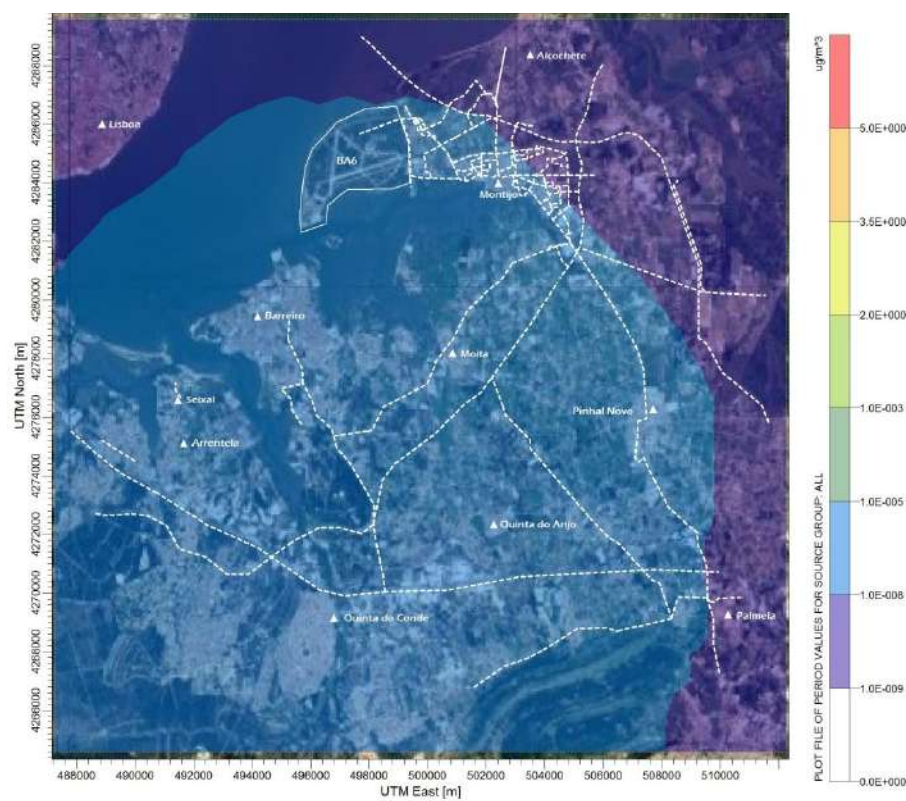 Alcochete
Lisboa
BA6
Montijo
Barreiro
Moita
Seixal
Pinhal Novo
Arrentela
Quinta do Anjo
Quinta do Conde
Palmela
UTM North [m]
4288000
4286000
4284000
4282000
4280000
4278000
4276000
4274000
4272000
4270000
4268000
4266000
488000 490000 492000 494000 496000 498000 500000 502000 504000 506000 508000 510000
UTM East [m]
ug/m^3
5.0E+000
3.5E+000
2.0E+000
1.0E-003
1.0E-005
1.0E-008
1.0E-009
0.0E+000
PLOT FILE OF PERIOD VALUES FOR SOURCE GROUP: ALL